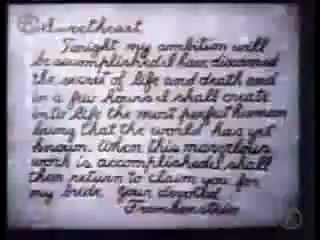 Sweetheart
Tonight my ambition will
be accomplished. I have discovered
the secret of life and death and
in a few hours I shall create
into life the most perfect human
being that the world has yet
known. When this marvelous
work is accomplished I shall
then return to claim you for
my bride. Your devoted
Frankenstein